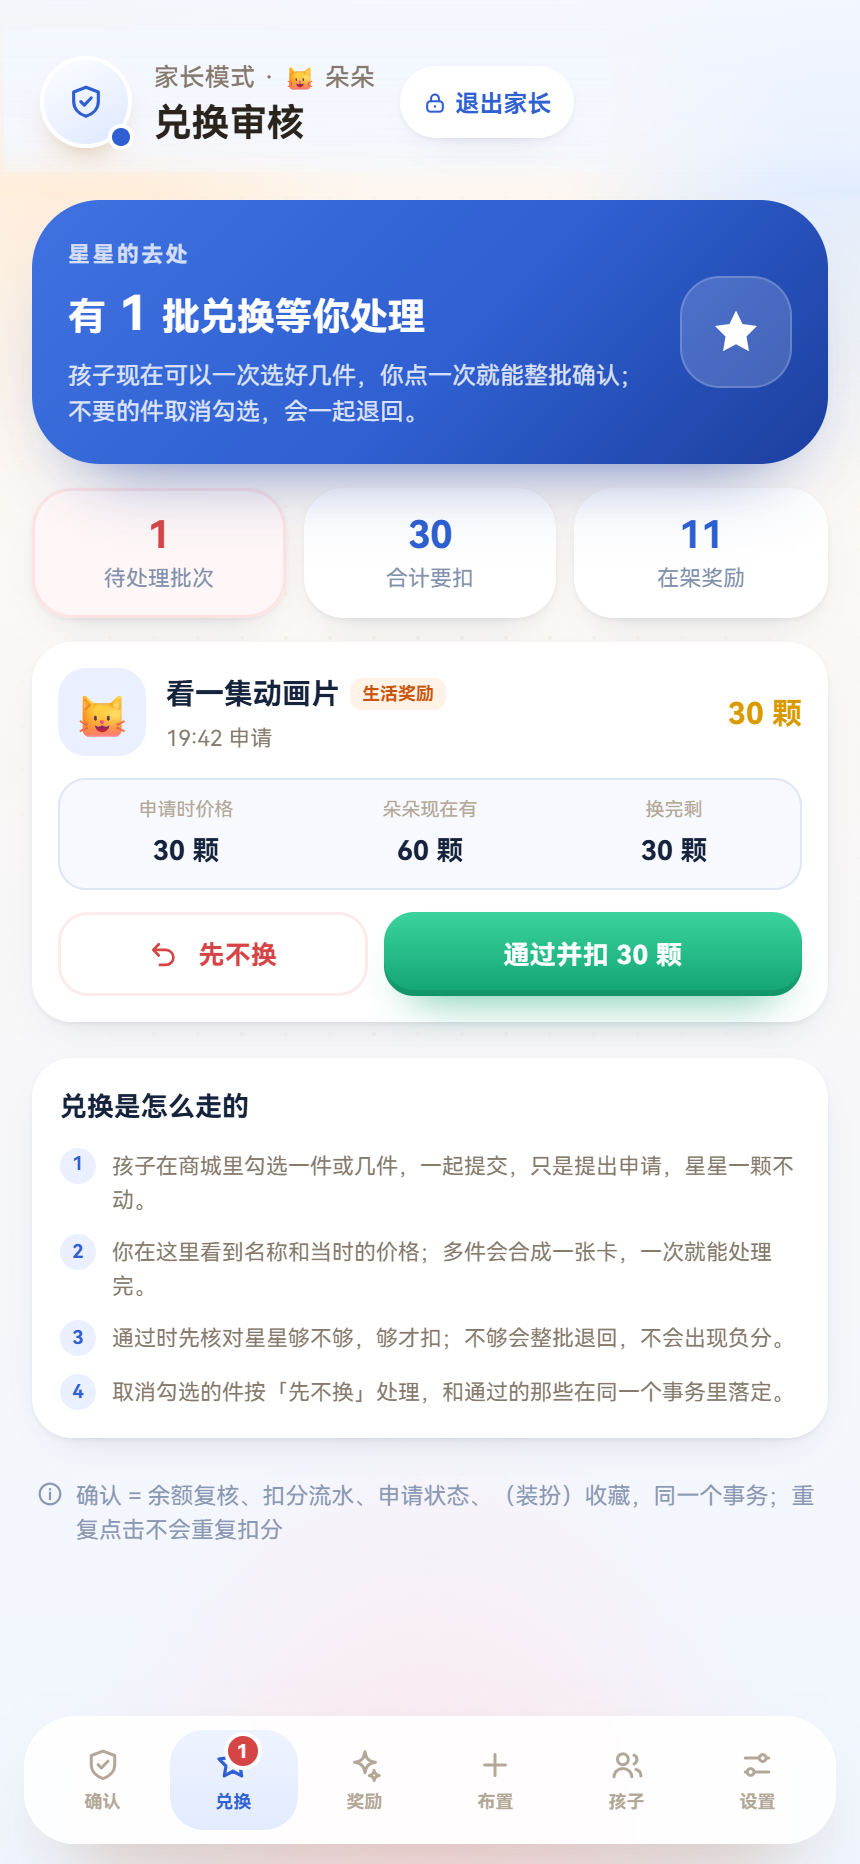 家长模式 · 朵朵
兑换审核
退出家长
星星的去处
有 1 批兑换等你处理
孩子现在可以一次选好几件，你点一次就能整批确认；
不要的件取消勾选，会一起退回。
1
待处理批次
30
合计要扣
11
在架奖励
看一集动画片
生活奖励
19:42 申请
30 颗
申请时价格
30 颗
朵朵现在有
60 颗
换完剩
30 颗
先不换
通过并扣 30 颗
兑换是怎么走的
1 孩子在商城里勾选一件或几件，一起提交，只是提出申请，星星一颗不
动。
2 你在这里看到名称和当时的价格；多件会合成一张卡，一次就能处理
完。
3 通过时先核对星星够不够，够才扣；不够会整批退回，不会出现负分。
4 取消勾选的件按「先不换」处理，和通过的那些在同一个事务里落定。
确认 = 余额复核、扣分流水、申请状态、（装扮）收藏，同一个事务；重
复点击不会重复扣分
确认
1
兑换
奖励
布置
孩子
设置